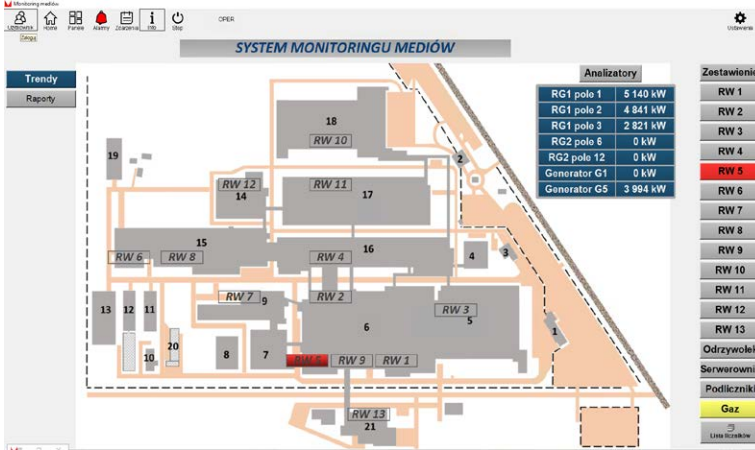 Monitoring mediów
Użytkownik Home Panele Alarmy Zdarzenia Info Stop OPER Ustawienia
Zaloguj
SYSTEM MONITORINGU MEDIÓW
Trendy
Raporty
Analizatory
RG1 pole 1 5 140 kW
RG1 pole 2 4 841 kW
RG1 pole 3 2 821 kW
RG2 pole 6 0 kW
RG2 pole 12 0 kW
Generator G1 0 kW
Generator G5 3 994 kW
Zestawienie
RW 1
RW 2
RW 3
RW 4
RW 5
RW 6
RW 7
RW 8
RW 9
RW 10
RW 11
RW 12
RW 13
Odrzywołek
Serwerownia
Podliczniki
Gaz
Lista liczników
18
RW 10
2
19
RW 12
RW 11
14
17
15
16
RW 6
RW 8
RW 4
4
3
RW 7
RW 2
9
RW 3
13
12
11
6
5
1
20
10
8
7
RW 5
RW 9
RW 1
RW 13
21